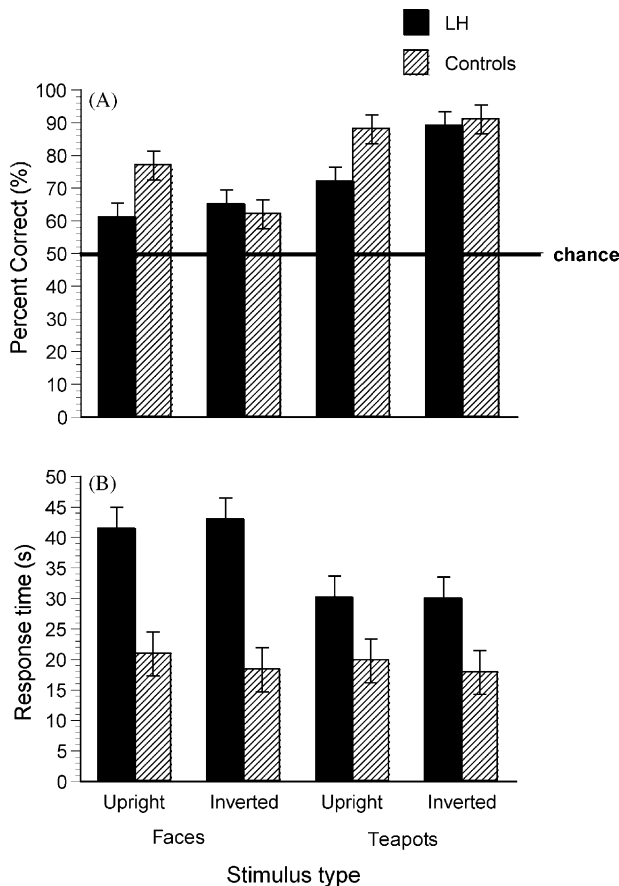 LH
Controls
(A)
100
90
80
70
60
50
40
30
20
10
0
Percent Correct (%)
chance
(B)
50
45
40
35
30
25
20
15
10
5
0
Response time (s)
Upright Inverted Upright Inverted
Faces Teapots
Stimulus type